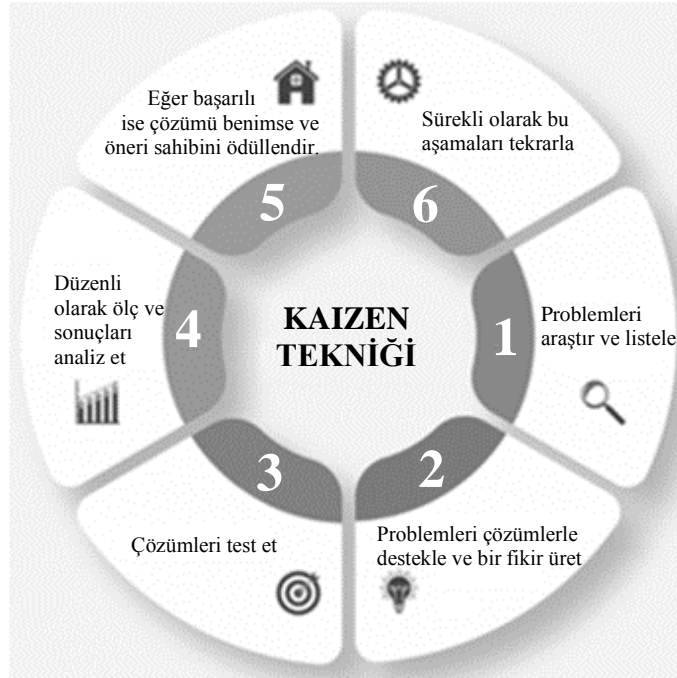 KAIZEN
TEKNİĞİ
1
Problemleri
araştır ve listele
2
Problemleri çözümlerle
destekle ve bir fikir üret
3
Çözümleri test et
4
Düzenli
olarak ölç ve
sonuçları
analiz et
5
Eğer başarılı
ise çözümü benimse ve
öneri sahibini ödüllendir.
6
Sürekli olarak bu
aşamaları tekrarla